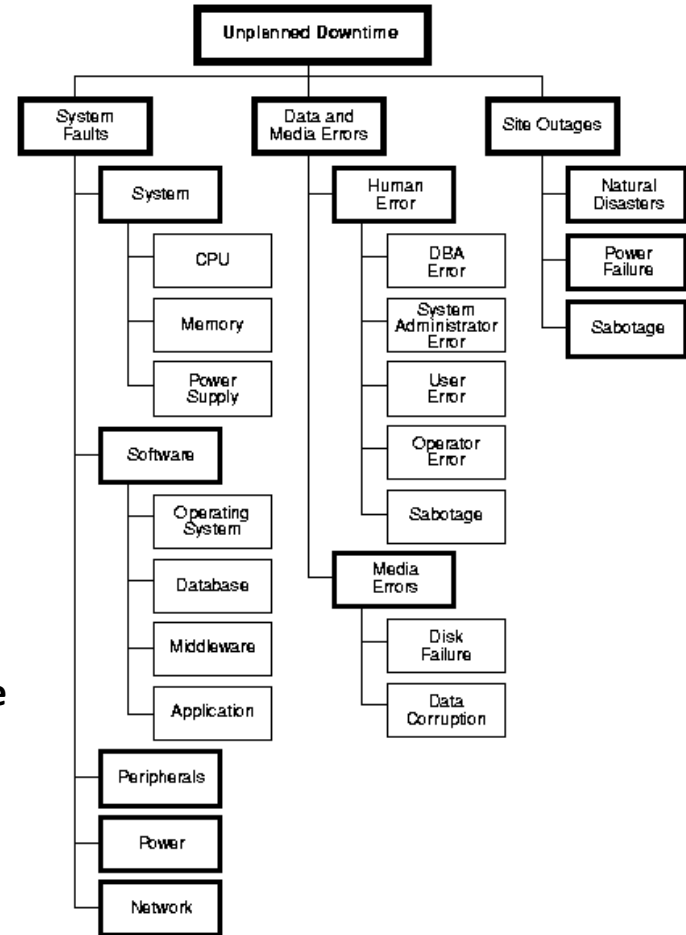 Unplanned Downtime
System
Faults
Data and
Media Errors
Site Outages
System
CPU
Memory
Power
Supply
Software
Operating
System
Database
Middleware
Application
Peripherals
Power
Network
Human
Error
DBA
Error
System
Administrator
Error
User
Error
Operator
Error
Sabotage
Media
Errors
Disk
Failure
Data
Corruption
Natural
Disasters
Power
Failure
Sabotage
e